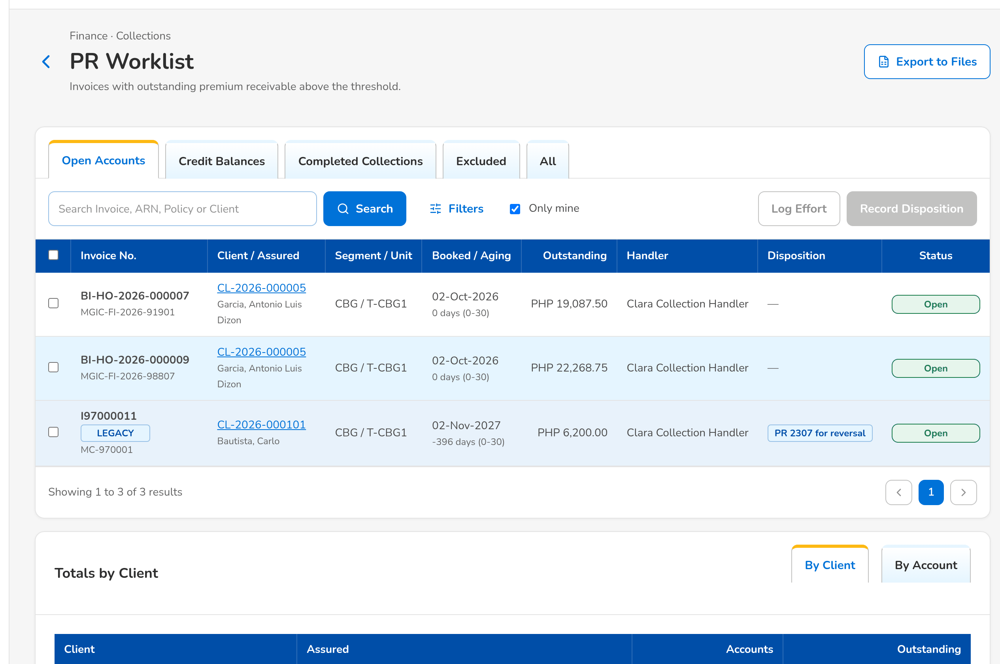 Finance · Collections
PR Worklist
Invoices with outstanding premium receivable above the threshold.
Export to Files
Open Accounts
Credit Balances
Completed Collections
Excluded
All
Search Invoice, ARN, Policy or Client
Search
Filters
Only mine
Log Effort
Record Disposition
Invoice No. Client / Assured Segment / Unit Booked / Aging Outstanding Handler Disposition Status
BI-HO-2026-000007
MGIC-FI-2026-91901
CL-2026-000005
Garcia, Antonio Luis
Dizon
CBG / T-CBG1
02-Oct-2026
0 days (0-30)
PHP 19,087.50
Clara Collection Handler
—
Open
BI-HO-2026-000009
MGIC-FI-2026-98807
CL-2026-000005
Garcia, Antonio Luis
Dizon
CBG / T-CBG1
02-Oct-2026
0 days (0-30)
PHP 22,268.75
Clara Collection Handler
—
Open
I97000011
LEGACY
MC-970001
CL-2026-000101
Bautista, Carlo
CBG / T-CBG1
02-Nov-2027
-396 days (0-30)
PHP 6,200.00
Clara Collection Handler
PR 2307 for reversal
Open
Showing 1 to 3 of 3 results
1
Totals by Client
By Client
By Account
Client Assured Accounts Outstanding